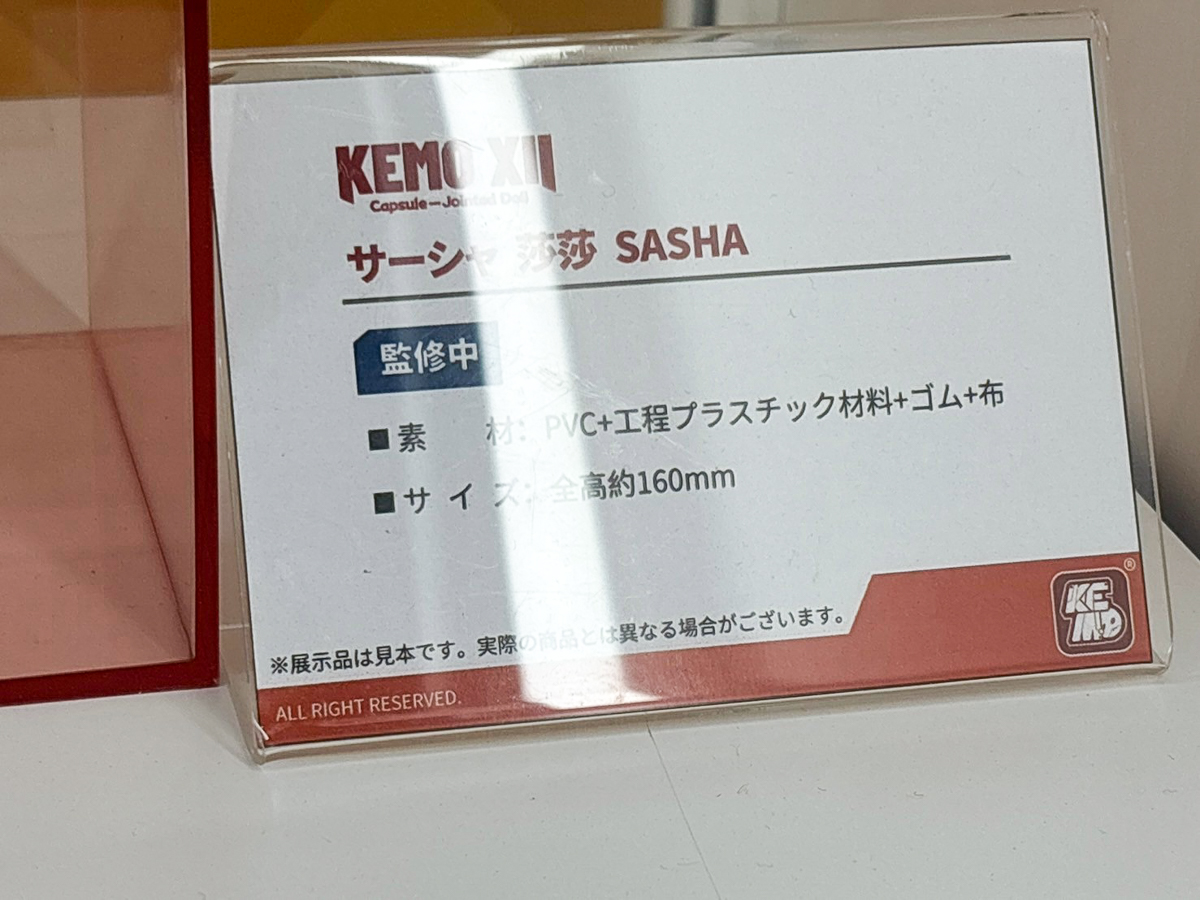 KEMO XII
Capsule-Jointed Doll
サーシャ 莎莎 SASHA
監修中
■素 材: PVC+工程プラスチック材料+ゴム+布
■サ イ ズ: 全高約160mm
※展示品は見本です。実際の商品とは異なる場合がございます。
ALL RIGHT RESERVED.
KEMO ®